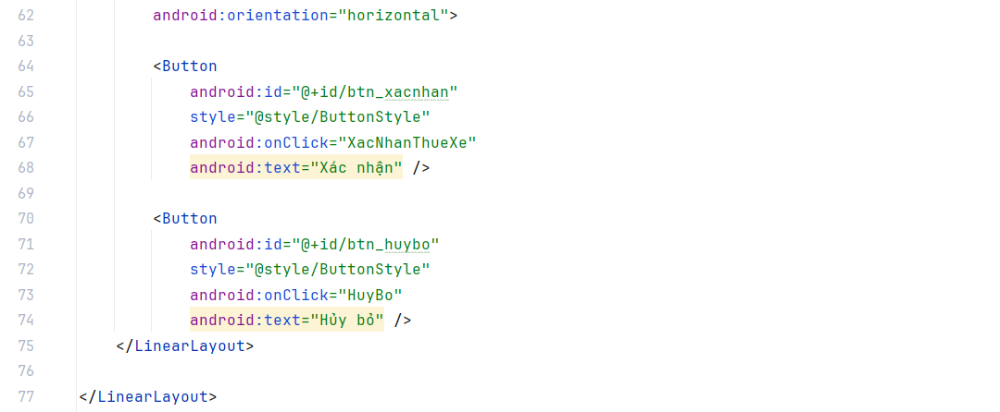 62 android:orientation="horizontal">
63
64 <Button
65 android:id="@+id/btn_xacnhan"
66 style="@style/ButtonStyle"
67 android:onClick="XacNhanThueXe"
68 android:text="Xác nhận" />
69
70 <Button
71 android:id="@+id/btn_huybo"
72 style="@style/ButtonStyle"
73 android:onClick="HuyBo"
74 android:text="Hủy bỏ" />
75 </LinearLayout>
76
77 </LinearLayout>